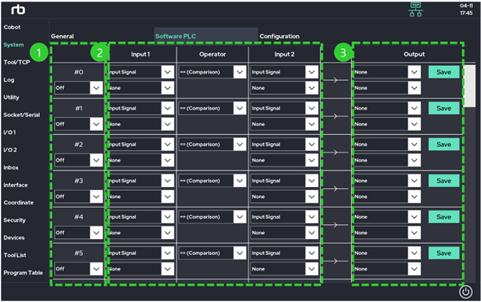 rb
TCP
04-11
17:45
Cobot
System
Tool/TCP
Log
Utility
Socket/Serial
I/O 1
I/O 2
Inbox
Interface
Coordinate
Security
Devices
Tool List
Program Table
General
Software PLC
Configuration
1
2
3
Input 1
Operator
Input 2
Output
#0
Off
Input Signal
None
== (Comparison)
Input Signal
None
None
None
Save
#1
Off
Input Signal
None
== (Comparison)
Input Signal
None
None
None
Save
#2
Off
Input Signal
None
== (Comparison)
Input Signal
None
None
None
Save
#3
Off
Input Signal
None
== (Comparison)
Input Signal
None
None
None
Save
#4
Off
Input Signal
None
== (Comparison)
Input Signal
None
None
None
Save
#5
Off
Input Signal
None
== (Comparison)
Input Signal
None
None
None
Save